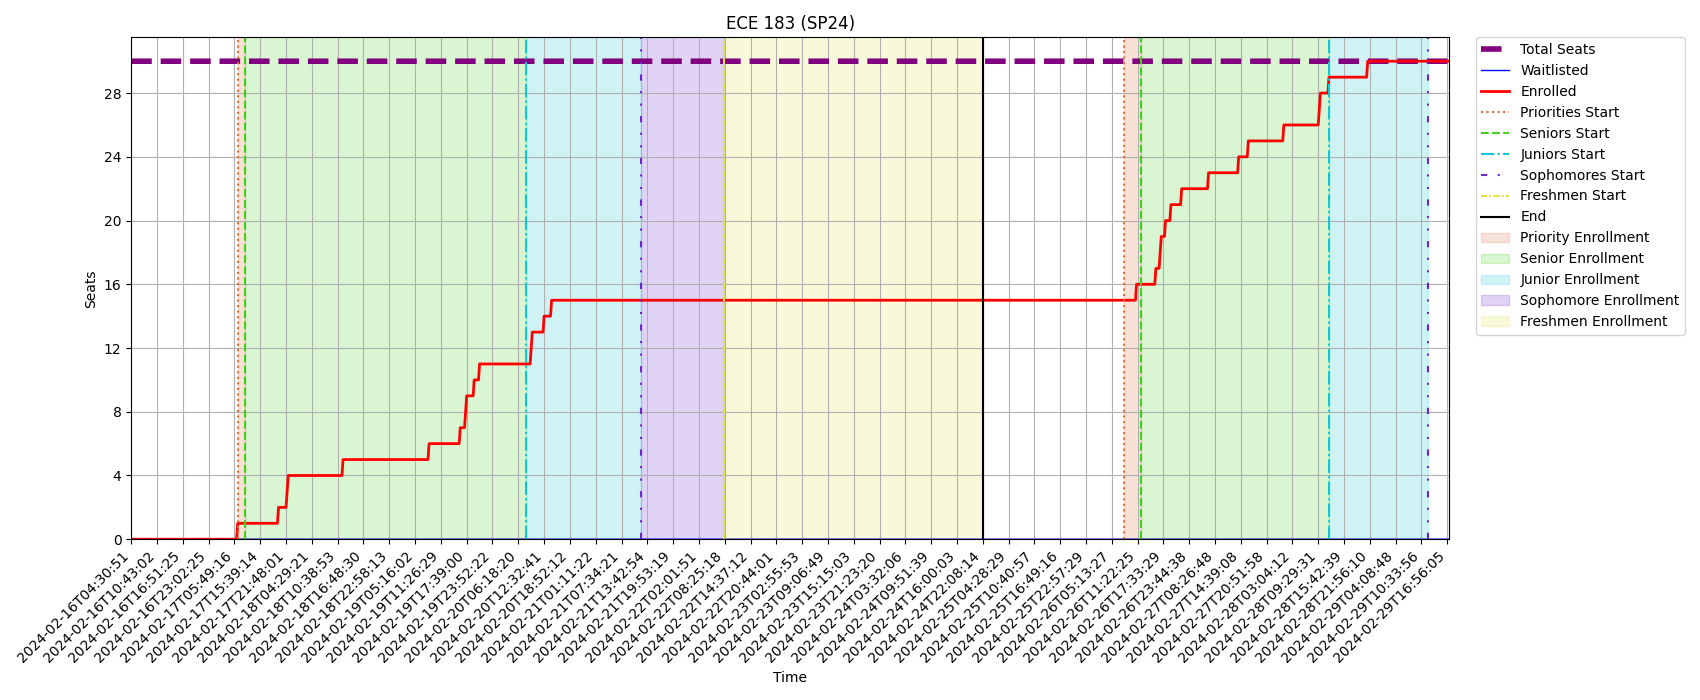 ECE 183 (SP24)
Seats
28
24
20
16
12
8
4
0
2024-02-16T04:30:51
2024-02-16T10:43:02
2024-02-16T16:51:25
2024-02-16T23:02:25
2024-02-17T05:49:16
2024-02-17T15:39:14
2024-02-17T21:48:01
2024-02-18T04:29:21
2024-02-18T10:38:53
2024-02-18T16:48:30
2024-02-18T22:58:13
2024-02-19T05:16:02
2024-02-19T11:26:29
2024-02-19T17:39:00
2024-02-19T23:52:22
2024-02-20T06:18:20
2024-02-20T12:32:41
2024-02-20T18:52:12
2024-02-21T01:11:22
2024-02-21T07:34:21
2024-02-21T13:42:54
2024-02-21T19:53:19
2024-02-22T02:01:51
2024-02-22T08:25:18
2024-02-22T14:37:12
2024-02-22T20:44:01
2024-02-23T02:55:53
2024-02-23T09:06:49
2024-02-23T15:15:03
2024-02-23T21:23:20
2024-02-24T03:32:06
2024-02-24T09:51:39
2024-02-24T16:00:03
2024-02-24T22:08:14
2024-02-25T04:28:29
2024-02-25T10:40:57
2024-02-25T16:49:16
2024-02-25T22:57:29
2024-02-26T05:13:27
2024-02-26T11:22:25
2024-02-26T17:33:29
2024-02-26T23:44:38
2024-02-27T08:26:48
2024-02-27T14:39:09
2024-02-27T20:51:58
2024-02-28T03:04:12
2024-02-28T09:29:31
2024-02-28T15:42:39
2024-02-28T21:56:10
2024-02-29T04:08:48
2024-02-29T10:33:56
2024-02-29T16:56:05
Time
Total Seats
Waitlisted
Enrolled
Priorities Start
Seniors Start
Juniors Start
Sophomores Start
Freshmen Start
End
Priority Enrollment
Senior Enrollment
Junior Enrollment
Sophomore Enrollment
Freshmen Enrollment